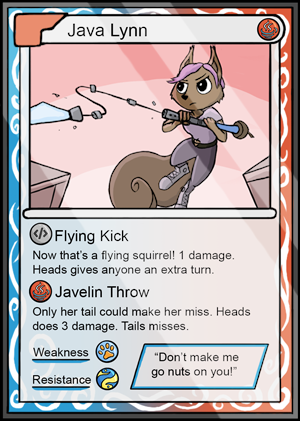 Java Lynn
</>
Flying Kick
Now that's a flying squirrel! 1 damage.
Heads gives anyone an extra turn.
Javelin Throw
Only her tail could make her miss. Heads
does 3 damage. Tails misses.
Weakness
Resistance
"Don't make me
go nuts on you!"